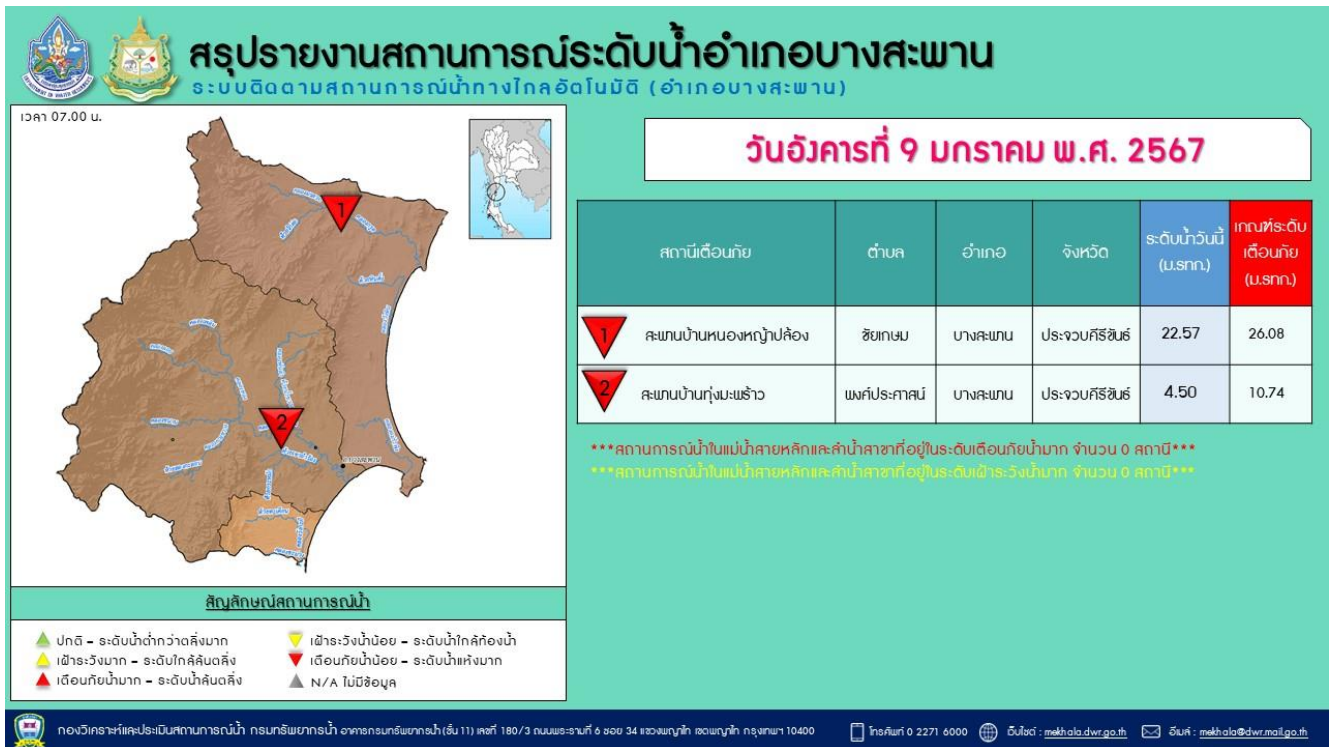 สรุปรายงานสถานการณ์ระดับน้ำอำเภอบางสะพาน
ระบบติดตามสถานการณ์น้ำทางไกลอัตโนมัติ (อำเภอบางสะพาน)
เวลา 07.00 น.
วันอังคารที่ 9 มกราคม พ.ศ. 2567
สถานีเตือนภัย ตำบล อำเภอ จังหวัด ระดับน้ำวันนี้ (ม.รทก.) เกณฑ์ระดับเตือนภัย (ม.รทก.)
1 สะพานบ้านหนองหญ้าปล้อง ชัยเกษม บางสะพาน ประจวบคีรีขันธ์ 22.57 26.08
2 สะพานบ้านทุ่งมะพร้าว พงศ์ประศาสน์ บางสะพาน ประจวบคีรีขันธ์ 4.50 10.74
***สถานการณ์น้ำในแม่น้ำสายหลักและลำน้ำสาขาที่อยู่ในระดับเตือนภัยน้ำมาก จำนวน 0 สถานี***
***สถานการณ์น้ำในแม่น้ำสายหลักและลำน้ำสาขาที่อยู่ในระดับเฝ้าระวังน้ำมาก จำนวน 0 สถานี***
1
2
สัญลักษณ์สถานการณ์น้ำ
ปกติ - ระดับน้ำต่ำกว่าตลิ่งมาก
เฝ้าระวังมาก - ระดับใกล้ล้นตลิ่ง
เตือนภัยน้ำมาก - ระดับน้ำล้นตลิ่ง
เฝ้าระวังน้ำน้อย - ระดับน้ำใกล้ท้องน้ำ
เตือนภัยน้ำน้อย - ระดับน้ำแห้งมาก
N/A ไม่มีข้อมูล
กองวิเคราะห์และประเมินสถานการณ์น้ำ กรมทรัพยากรน้ำ อาคารกรมทรัพยากรน้ำ (ชั้น 11) เลขที่ 180/3 ถนนพระรามที่ 6 ซอย 34 แขวงพญาไท เขตพญาไท กรุงเทพฯ 10400 โทรศัพท์ 0 2271 6000 เว็บไซต์ : mekhala.dwr.go.th อีเมล์ : mekhala@dwr.mail.go.th